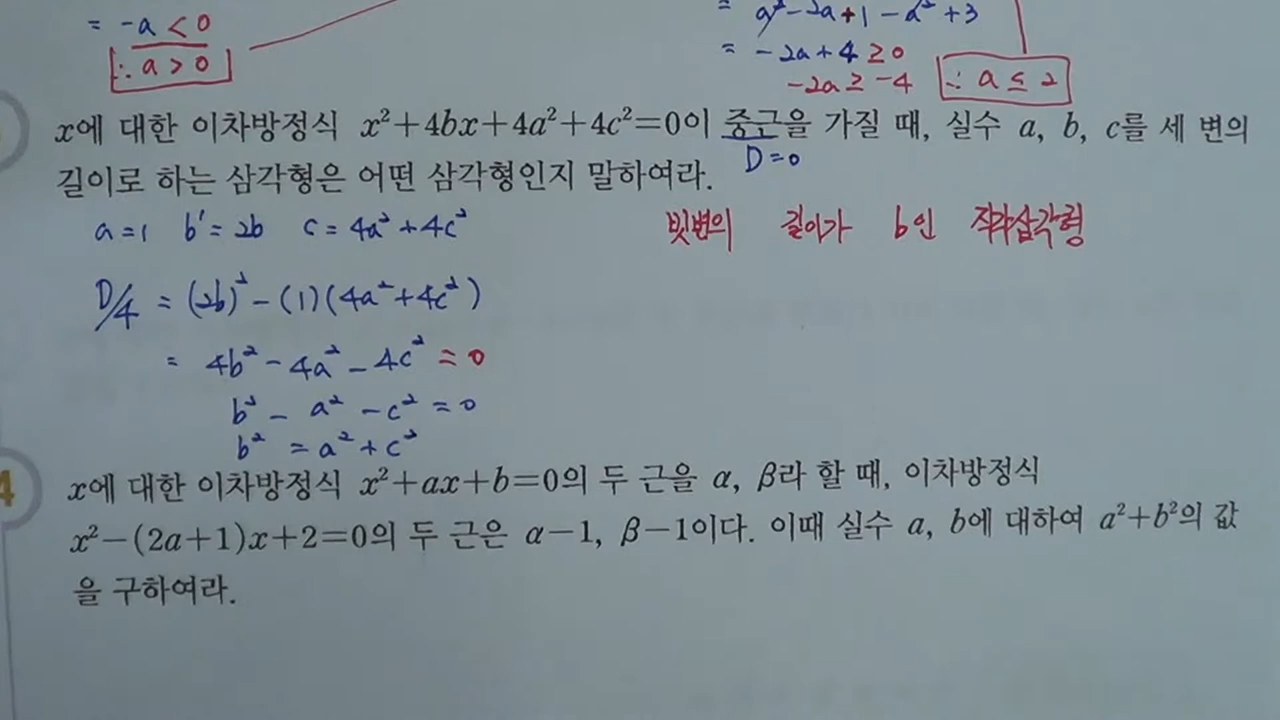 = -a < 0
∴ a > 0
= a²-2a+1-a²+3
= -2a+4 ≥ 0
-2a ≥ -4
∴ a ≤ 2
x에 대한 이차방정식 x²+4bx+4a²+4c²=0이 중근을 가질 때, 실수 a, b, c를 세 변의
D=0
길이로 하는 삼각형은 어떤 삼각형인지 말하여라.
a=1 b'=2b c=4a²+4c²
빗변의 길이가 b인 직각삼각형
D/4 = (2b)²-(1)(4a²+4c²)
= 4b²-4a²-4c² = 0
b²-a²-c²=0
b²=a²+c²
4
x에 대한 이차방정식 x²+ax+b=0의 두 근을 α, β라 할 때, 이차방정식
x²-(2a+1)x+2=0의 두 근은 α-1, β-1이다. 이때 실수 a, b에 대하여 a²+b²의 값
을 구하여라.